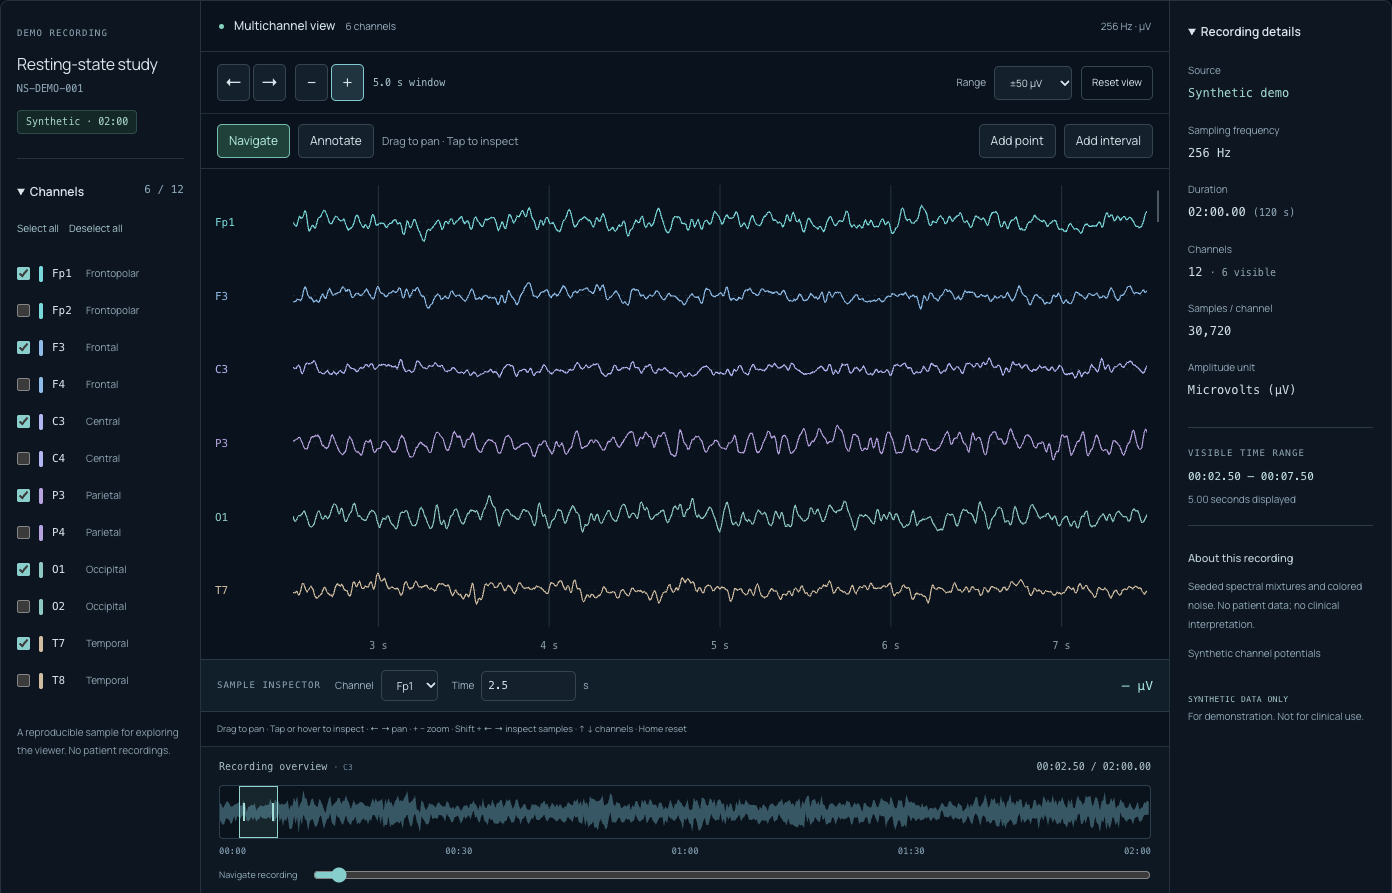 DEMO RECORDING
Resting-state study
NS-DEMO-001
Synthetic · 02:00
Channels 6 / 12
Select all Deselect all
Fp1 Frontopolar
Fp2 Frontopolar
F3 Frontal
F4 Frontal
C3 Central
C4 Central
P3 Parietal
P4 Parietal
O1 Occipital
O2 Occipital
T7 Temporal
T8 Temporal
A reproducible sample for exploring
the viewer. No patient recordings.
Multichannel view 6 channels 256 Hz · µV
← → − + 5.0 s window Range ±50 µV Reset view
Navigate Annotate Drag to pan · Tap to inspect Add point Add interval
Fp1
F3
C3
P3
O1
T7
3 s 4 s 5 s 6 s 7 s
SAMPLE INSPECTOR Channel Fp1 Time 2.5 s — µV
Drag to pan · Tap or hover to inspect · ← → pan · + − zoom · Shift + ← → inspect samples · ↑ ↓ channels · Home reset
Recording overview · C3 00:02.50 / 02:00.00
00:00 00:30 01:00 01:30 02:00
Navigate recording
Recording details
Source
Synthetic demo
Sampling frequency
256 Hz
Duration
02:00.00 (120 s)
Channels
12 · 6 visible
Samples / channel
30,720
Amplitude unit
Microvolts (µV)
VISIBLE TIME RANGE
00:02.50 — 00:07.50
5.00 seconds displayed
About this recording
Seeded spectral mixtures and colored
noise. No patient data; no clinical
interpretation.
Synthetic channel potentials
SYNTHETIC DATA ONLY
For demonstration. Not for clinical use.